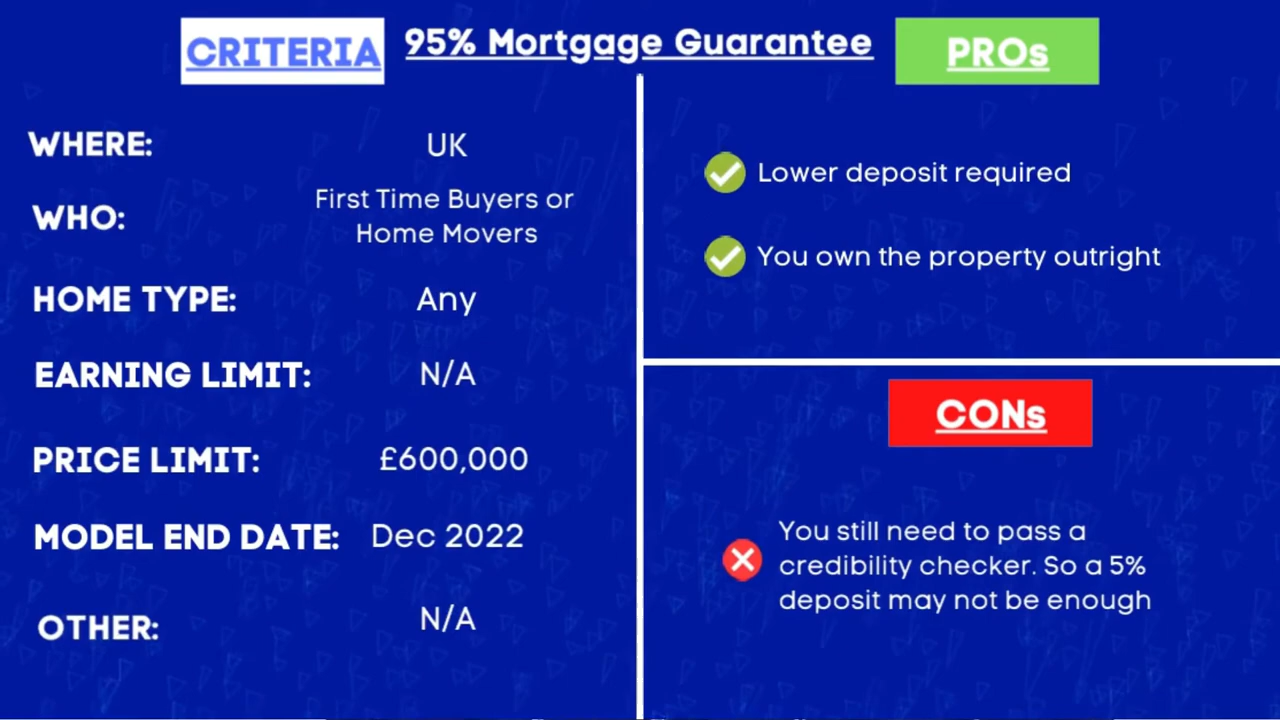 CRITERIA
95% Mortgage Guarantee
WHERE: UK
WHO: First Time Buyers or
Home Movers
HOME TYPE: Any
EARNING LIMIT: N/A
PRICE LIMIT: £600,000
MODEL END DATE: Dec 2022
OTHER: N/A
PROs
Lower deposit required
You own the property outright
CONs
You still need to pass a
credibility checker. So a 5%
deposit may not be enough